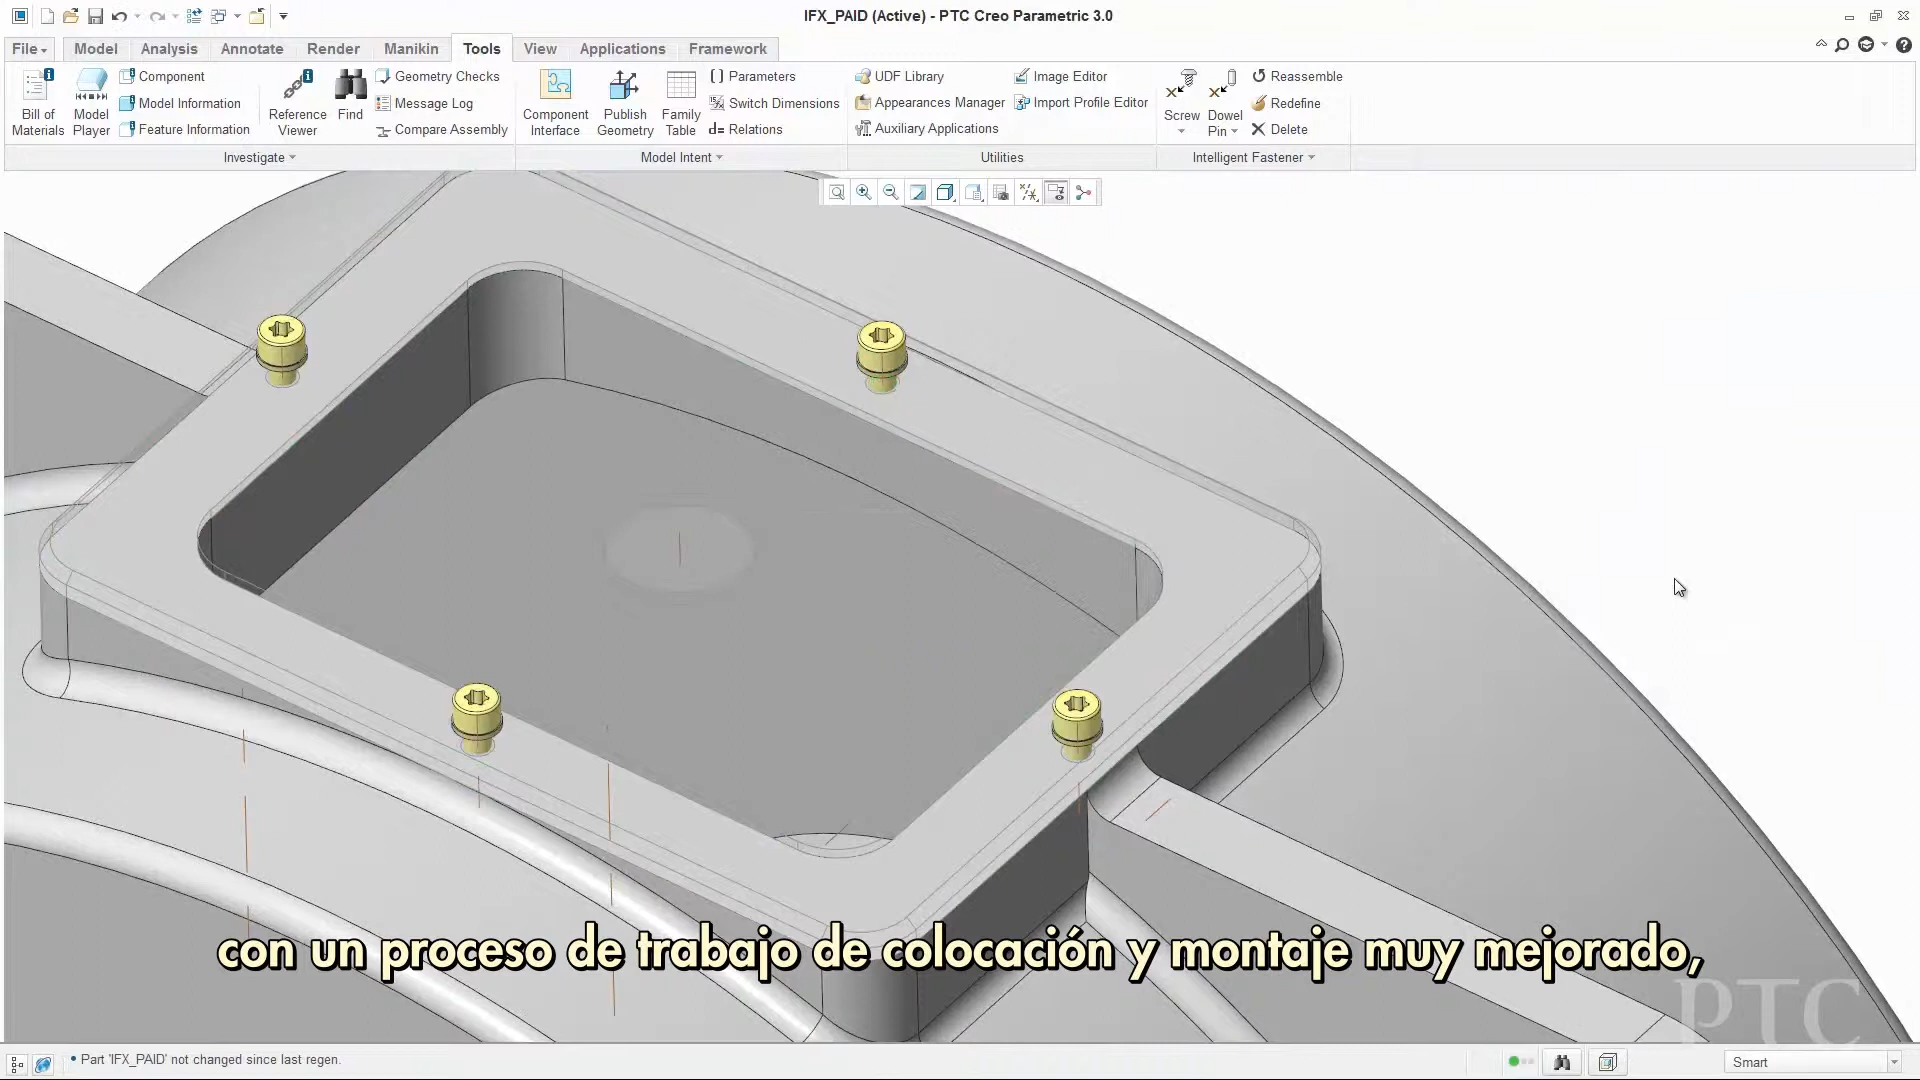 IFX_PAID (Active) - PTC Creo Parametric 3.0
File Model Analysis Annotate Render Manikin Tools View Applications Framework
Bill of Materials
Model Player
Component
Model Information
Feature Information
Reference Viewer
Find
Geometry Checks
Message Log
Compare Assembly
Investigate
Component Interface
Publish Geometry
Family Table
Parameters
Switch Dimensions
d= Relations
Model Intent
UDF Library
Appearances Manager
Auxiliary Applications
Image Editor
Import Profile Editor
Utilities
Screw
Dowel Pin
Reassemble
Redefine
Delete
Intelligent Fastener
con un proceso de trabajo de colocación y montaje muy mejorado,
PTC
• Part 'IFX_PAID' not changed since last regen.
Smart